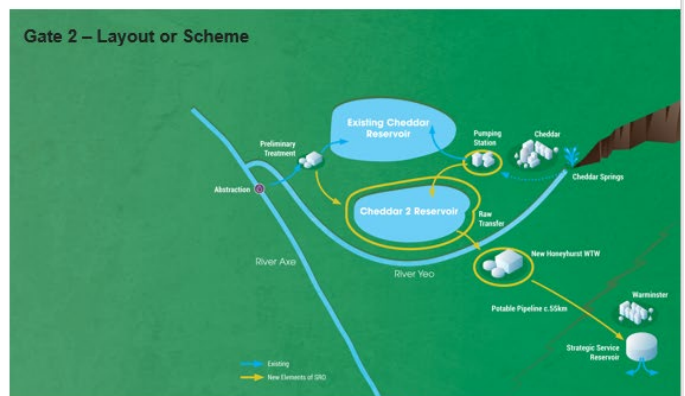 Gate 2 – Layout or Scheme
Existing Cheddar
Reservoir
Preliminary
Treatment
Pumping
Station
Cheddar
Cheddar Springs
Abstraction
Cheddar 2 Reservoir
Raw
Transfer
River Axe
River Yeo
New Honeyhurst WTW
Potable Pipeline c.55km
Warminster
Strategic Service
Reservoir
Existing
New Elements of SRO